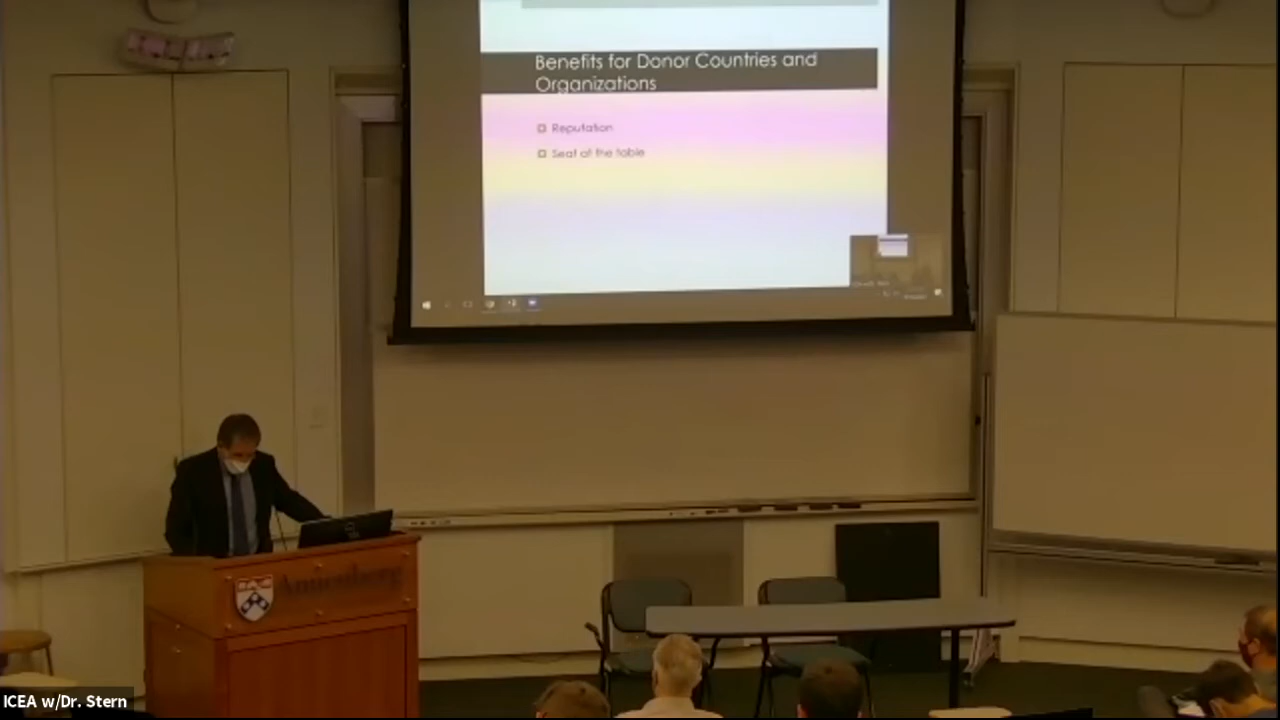 Benefits for Donor Countries and
Organizations
Reputation
Seat at the table
Annenberg
ICEA w/Dr. Stern